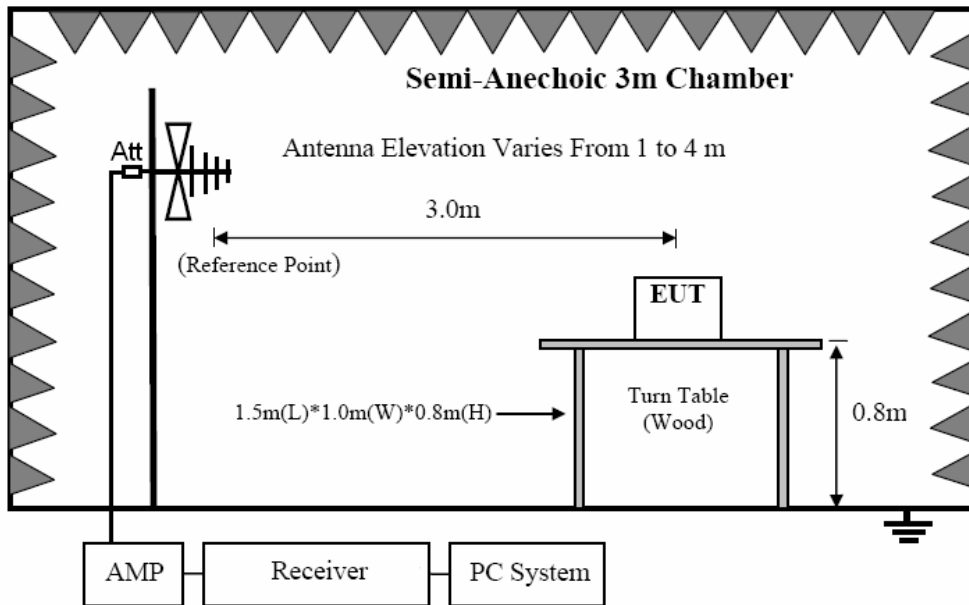 Semi-Anechoic 3m Chamber
Att
Antenna Elevation Varies From 1 to 4 m
3.0m
(Reference Point)
EUT
1.5m(L)*1.0m(W)*0.8m(H)
Turn Table
(Wood)
0.8m
AMP
Receiver
PC System